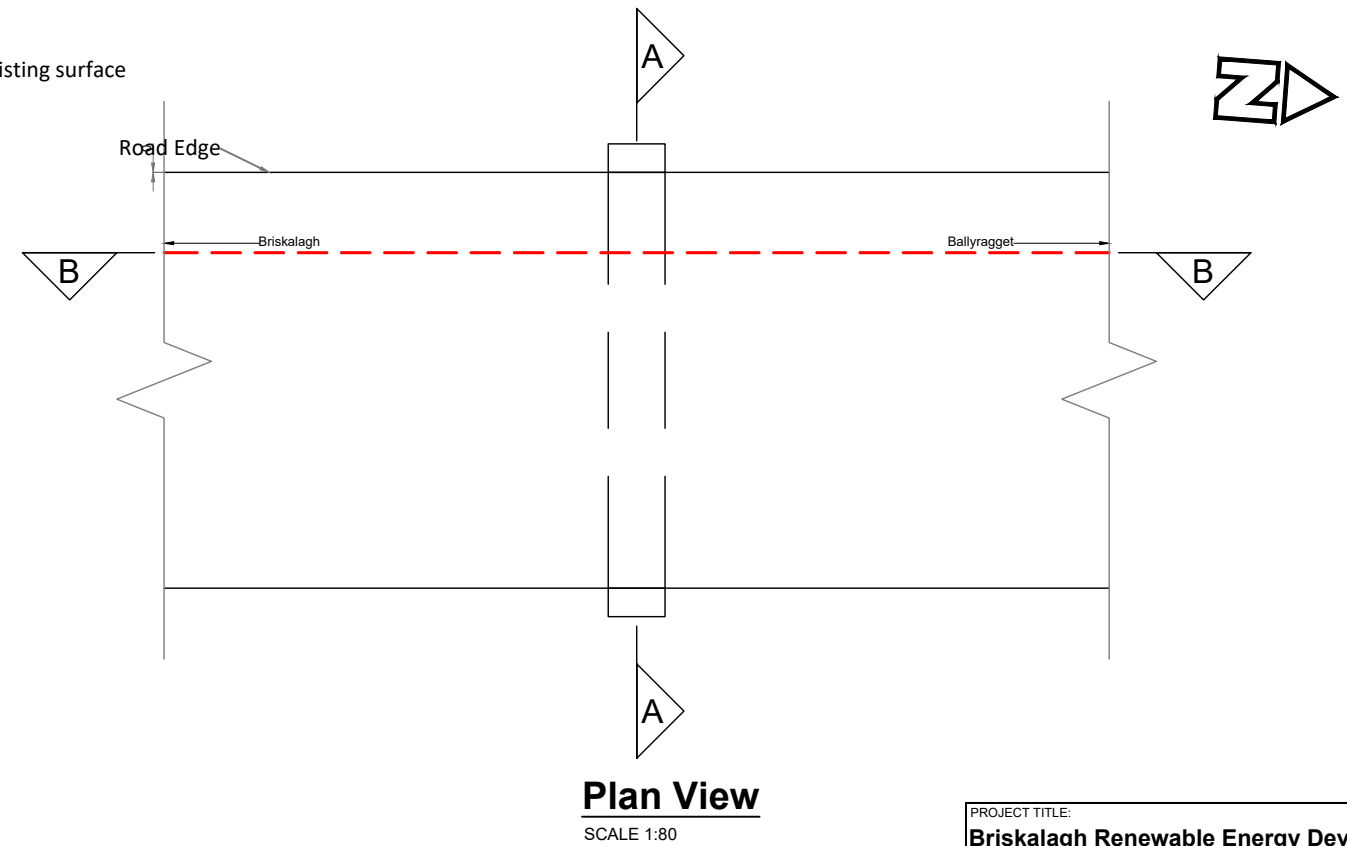 A
isting surface
Z
Road Edge
Briskalagh
Ballyragget
B
B
A
Plan View
SCALE 1:80
PROJECT TITLE:
Briskalagh Renewable Energy Dev